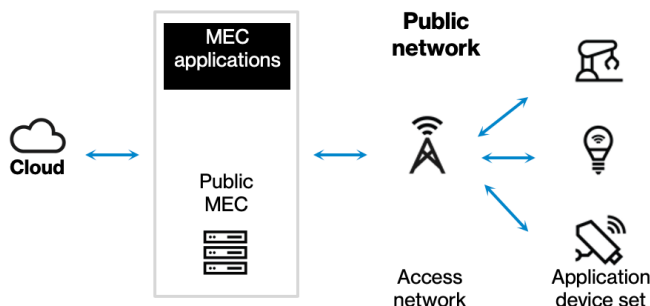 MEC
applications
Public
network
Cloud
Public
MEC
Access
network
Application
device set